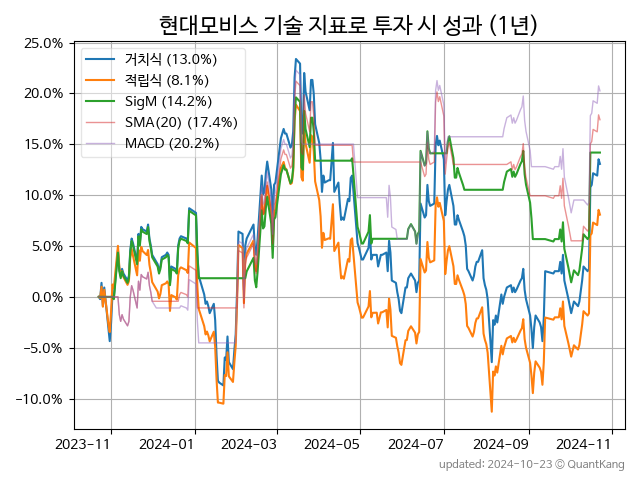 현대모비스 기술 지표로 투자 시 성과 (1년)
25.0%
20.0%
15.0%
10.0%
5.0%
0.0%
-5.0%
-10.0%
거치식 (13.0%)
적립식 (8.1%)
SigM (14.2%)
SMA(20) (17.4%)
MACD (20.2%)
2023-11
2024-01
2024-03
2024-05
2024-07
2024-09
2024-11
updated: 2024-10-23 © QuantKang